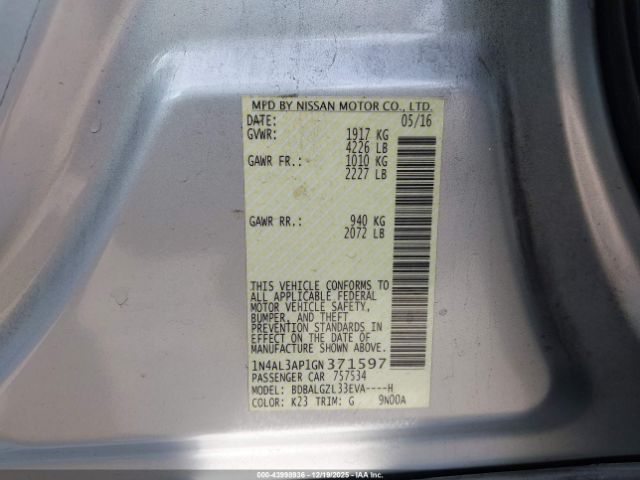 MFD BY NISSAN MOTOR CO., LTD.
DATE: 05/16
GVWR: 1917 KG
4226 LB
GAWR FR.: 1010 KG
2227 LB
GAWR RR.: 940 KG
2072 LB
THIS VEHICLE CONFORMS TO
ALL APPLICABLE FEDERAL
MOTOR VEHICLE SAFETY,
BUMPER, AND THEFT
PREVENTION STANDARDS IN
EFFECT ON THE DATE OF
MANUFACTURE SHOWN ABOVE.
1N4AL3AP1GN371597
PASSENGER CAR 757534
MODEL: BDBALGZL33EVA----H
COLOR: K23 TRIM: G 9N00A
000-43998936 - 12/19/2025 - IAAI.COM